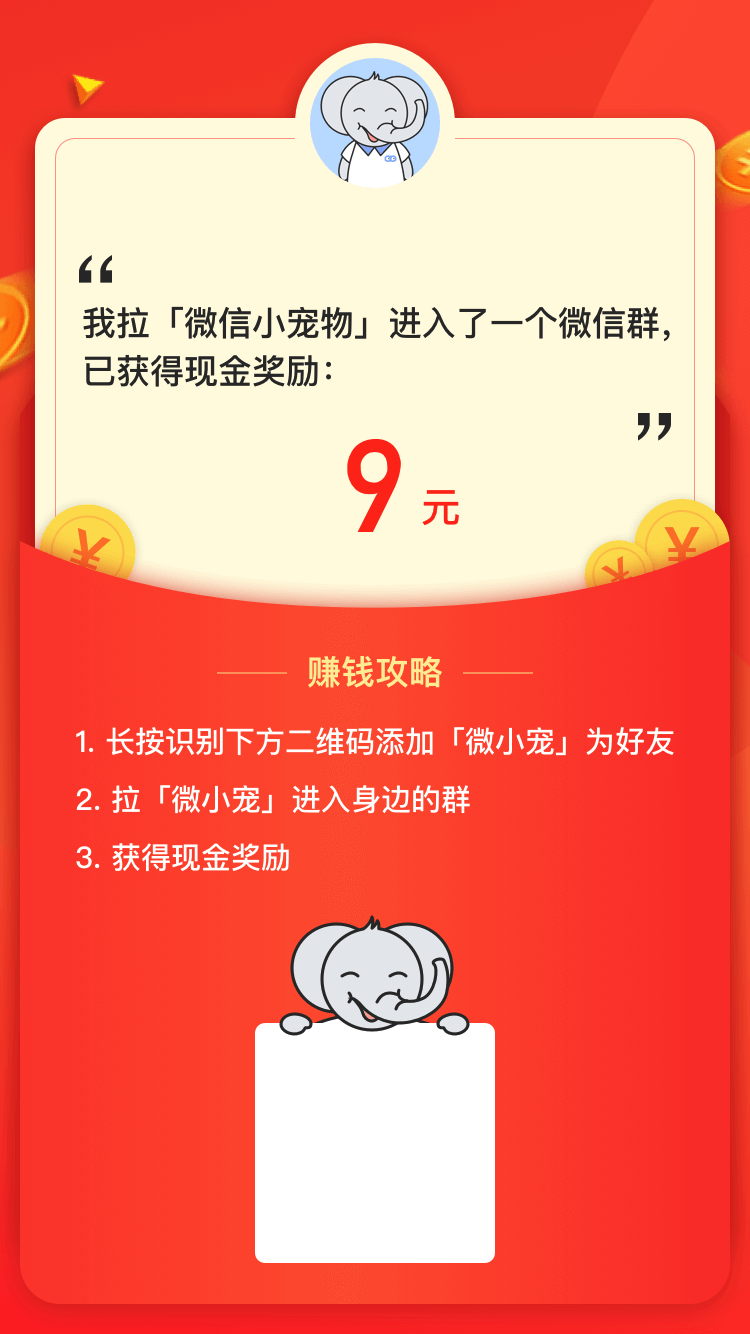 “
我拉「微信小宠物」进入了一个微信群，
已获得现金奖励：
”
9 元
¥
¥
¥
赚钱攻略
1. 长按识别下方二维码添加「微小宠」为好友
2. 拉「微小宠」进入身边的群
3. 获得现金奖励